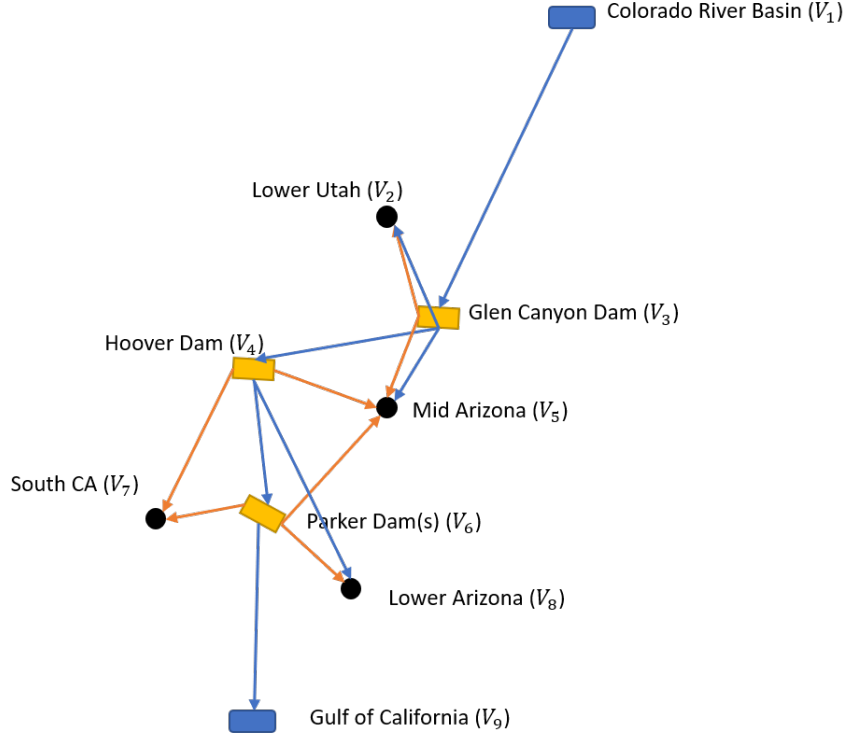 Colorado River Basin (V₁)
Lower Utah (V₂)
Glen Canyon Dam (V₃)
Hoover Dam (V₄)
Mid Arizona (V₅)
South CA (V₇)
Parker Dam(s) (V₆)
Lower Arizona (V₈)
Gulf of California (V₉)